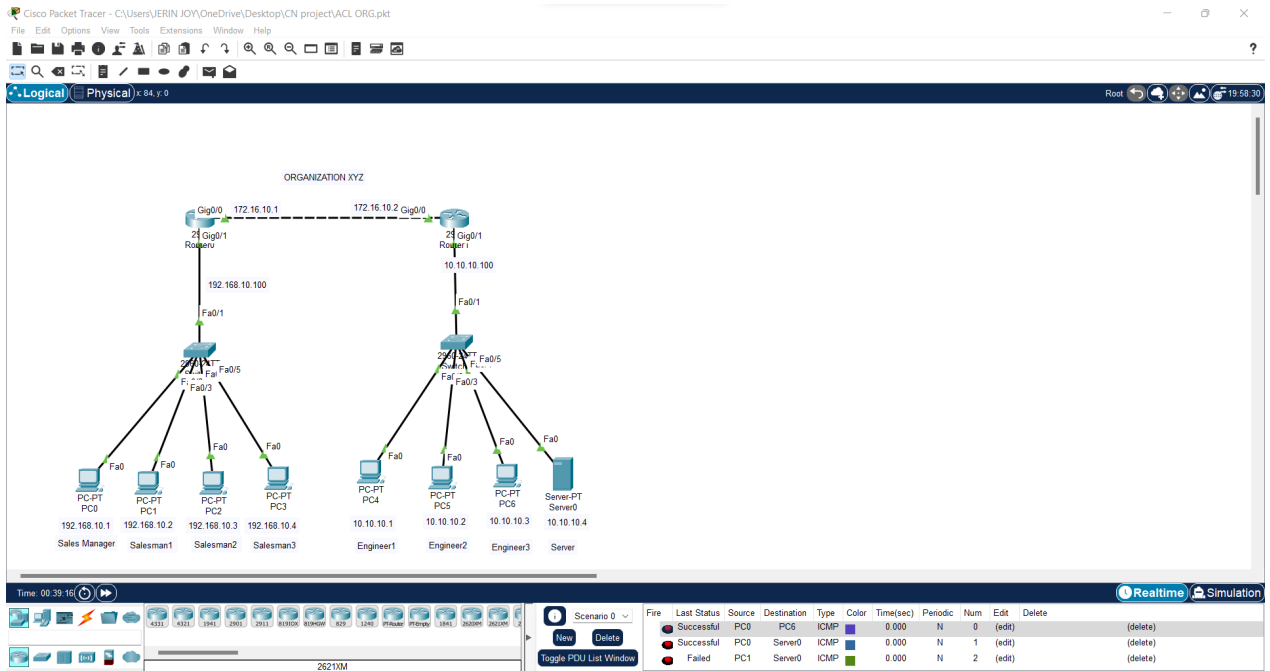 Cisco Packet Tracer - C:\Users\JERIN JOY\OneDrive\Desktop\CN project\ACL ORG.pkt
File Edit Options View Tools Extensions Window Help
?
Logical Physical x: 84, y: 0 Root 19:58:30
ORGANIZATION XYZ
Gig0/0 172.16.10.1 172.16.10.2 Gig0/0
Gig0/1 Gig0/1
10.10.10.100
192.168.10.100
Fa0/1
Fa0/1
Fa0/5
Fa0/5
Fa0/3
Fa0/3
Fa0 Fa0 Fa0 Fa0
Fa0 Fa0 Fa0 Fa0
PC-PT PC-PT PC-PT PC-PT PC-PT PC-PT PC-PT Server-PT
PC0 PC1 PC2 PC3 PC4 PC5 PC6 Server0
192.168.10.1 192.168.10.2 192.168.10.3 192.168.10.4 10.10.10.1 10.10.10.2 10.10.10.3 10.10.10.4
Sales Manager Salesman1 Salesman2 Salesman3 Engineer1 Engineer2 Engineer3 Server
Time: 00:39:16 Realtime Simulation
4331 4321 1941 2901 2911 819IOX 819HGW 829 1240 PT-Router PT-Empty 1841 2620XM 2621XM
2621XM
Scenario 0
New Delete
Toggle PDU List Window
Fire Last Status Source Destination Type Color Time(sec) Periodic Num Edit Delete
Successful PC0 PC6 ICMP 0.000 N 0 (edit) (delete)
Successful PC0 Server0 ICMP 0.000 N 1 (edit) (delete)
Failed PC1 Server0 ICMP 0.000 N 2 (edit) (delete)